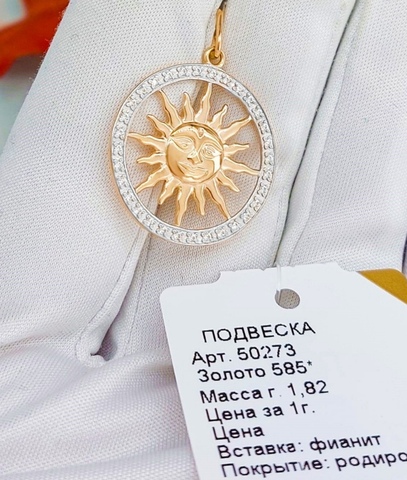 ПОДВЕСКА
Арт. 50273
Золото 585*
Масса г. 1,82
Цена за 1г.
Цена
Вставка: фианит
Покрытие: родиро